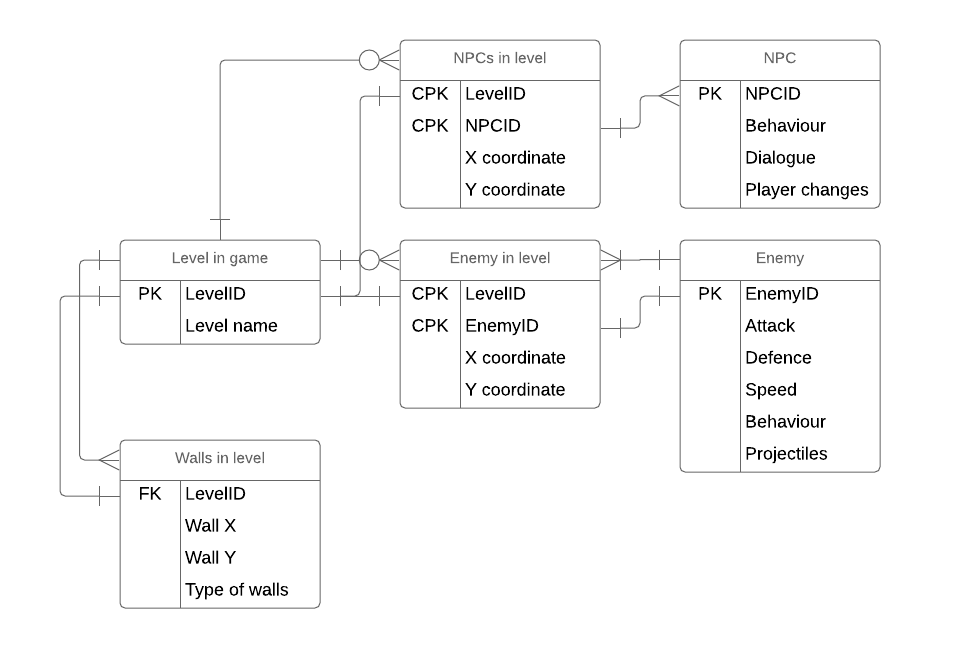 NPCs in level
CPK LevelID
CPK NPCID
X coordinate
Y coordinate
NPC
PK NPCID
Behaviour
Dialogue
Player changes
Level in game
PK LevelID
Level name
Enemy in level
CPK LevelID
CPK EnemyID
X coordinate
Y coordinate
Enemy
PK EnemyID
Attack
Defence
Speed
Behaviour
Projectiles
Walls in level
FK LevelID
Wall X
Wall Y
Type of walls